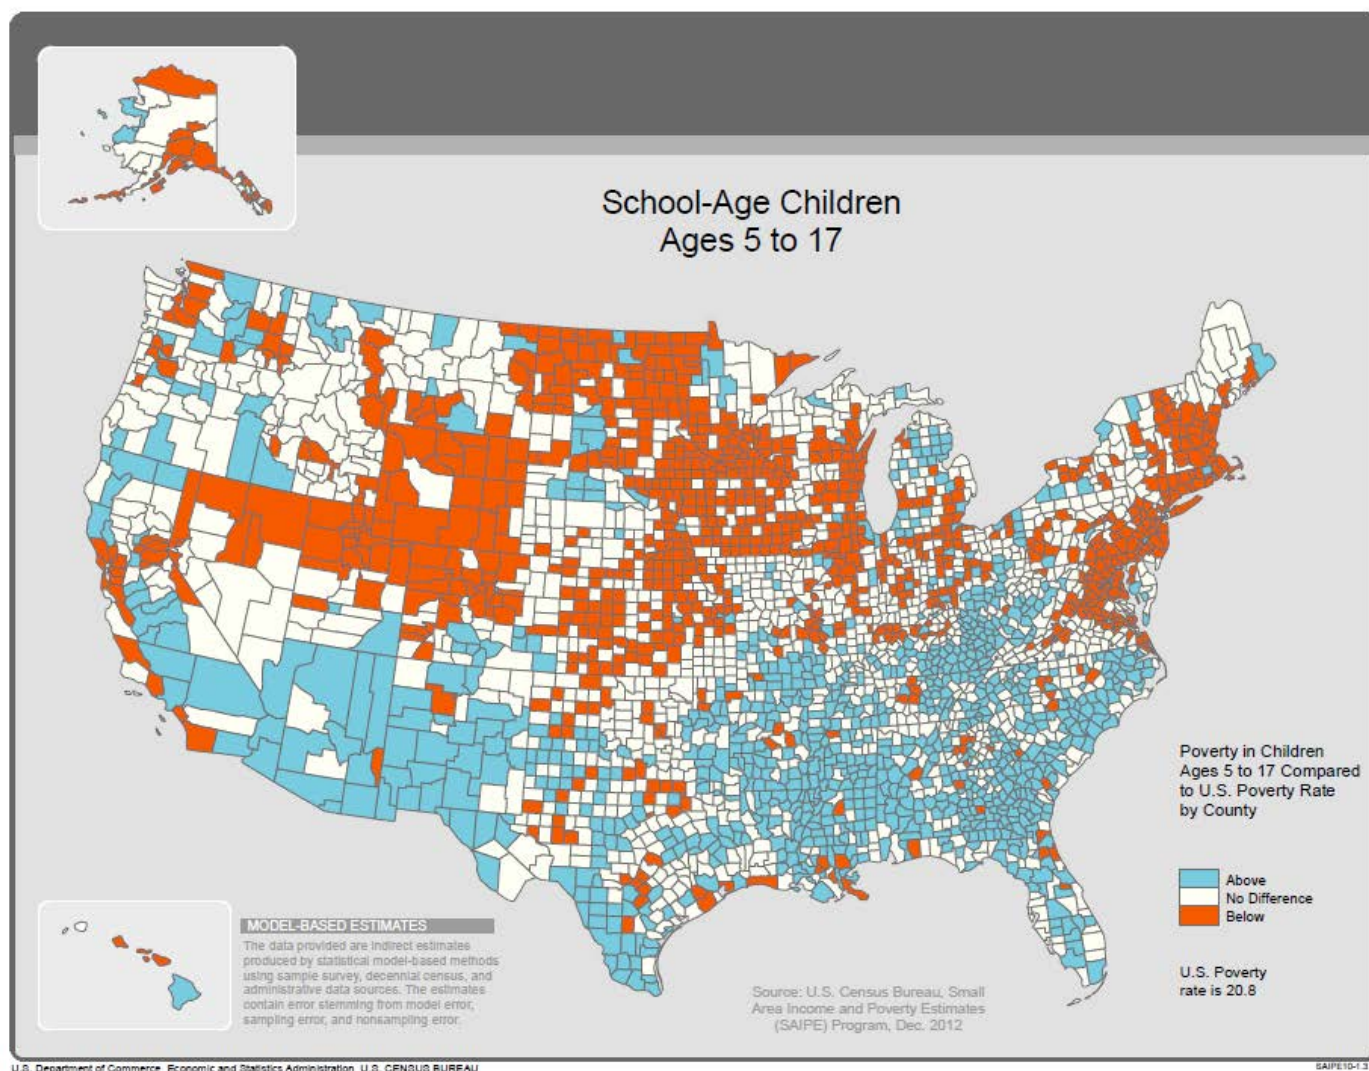 School-Age Children
Ages 5 to 17
Poverty in Children
Ages 5 to 17 Compared
to U.S. Poverty Rate
by County
Above
No Difference
Below
U.S. Poverty
rate is 20.8
MODEL-BASED ESTIMATES
The data provided are indirect estimates
produced by statistical model-based methods
using sample survey, decennial census, and
administrative data sources. The estimates
contain error stemming from model error,
sampling error, and nonsampling error.
Source: U.S. Census Bureau, Small
Area Income and Poverty Estimates
(SAIPE) Program, Dec. 2012
U.S. Department of Commerce Economic and Statistics Administration U.S. CENSUS BUREAU
SAIPE10-1.3